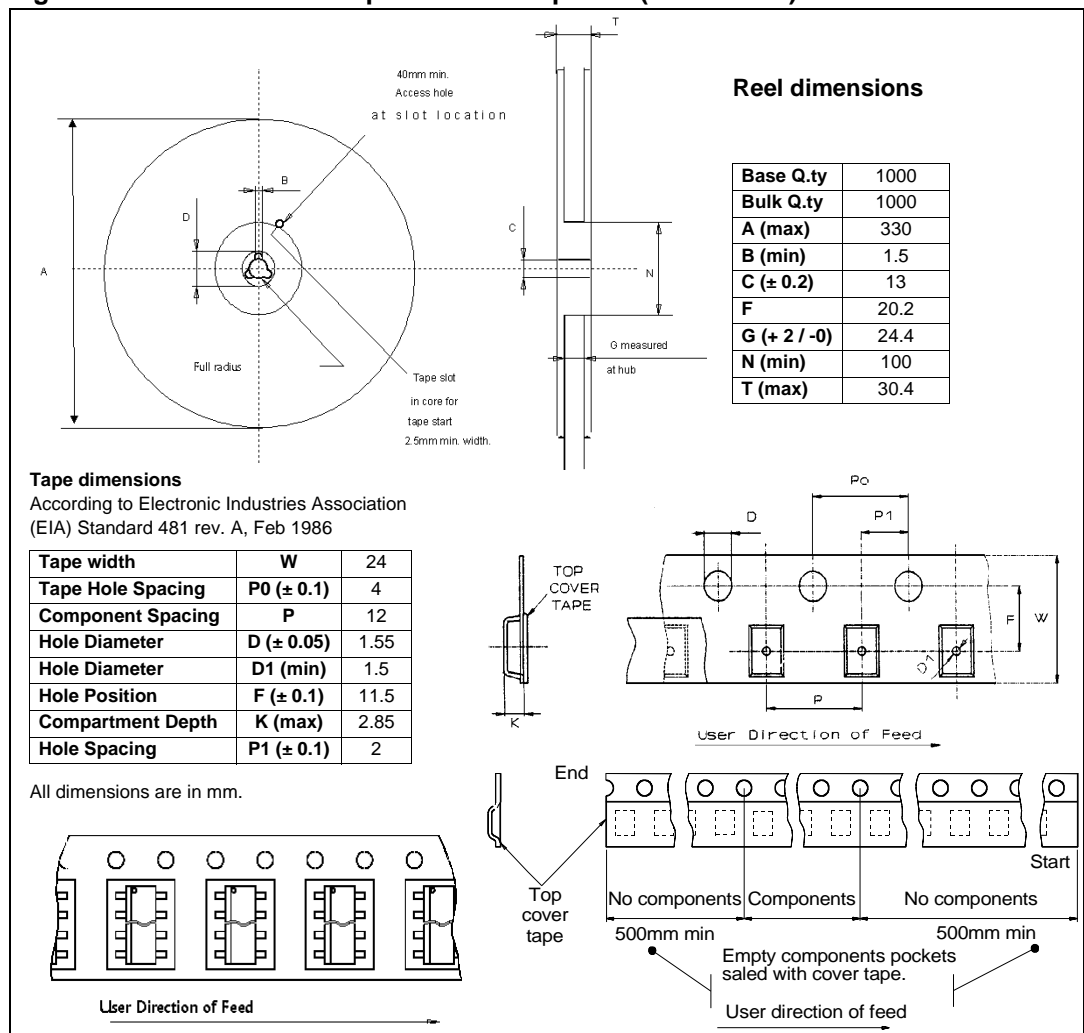 T
40mm min.
Access hole
at slot location
Reel dimensions
B
D
C
A
N
Base Q.ty 1000
Bulk Q.ty 1000
A (max) 330
B (min) 1.5
C (± 0.2) 13
F 20.2
G (+ 2 / -0) 24.4
N (min) 100
T (max) 30.4
G measured
at hub
Full radius
Tape slot
in core for
tape start
2.5mm min. width.
Tape dimensions
According to Electronic Industries Association
(EIA) Standard 481 rev. A, Feb 1986
Tape width W 24
Tape Hole Spacing P0 (± 0.1) 4
Component Spacing P 12
Hole Diameter D (± 0.05) 1.55
Hole Diameter D1 (min) 1.5
Hole Position F (± 0.1) 11.5
Compartment Depth K (max) 2.85
Hole Spacing P1 (± 0.1) 2
All dimensions are in mm.
Po
D
P1
TOP
COVER
TAPE
F
W
D1
P
K
User Direction of Feed
End
Start
Top
cover
tape
No components
Components
No components
500mm min
500mm min
Empty components pockets
saled with cover tape.
User direction of feed
User Direction of Feed